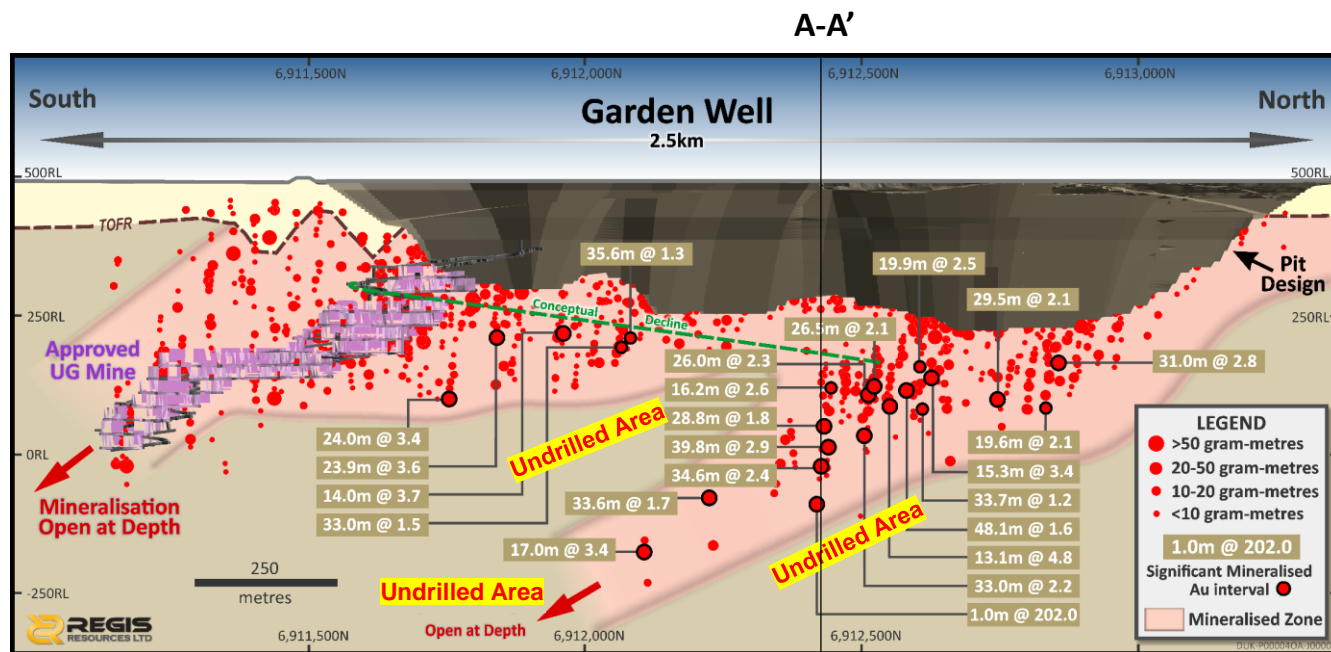 A-A’
6,911,500N
6,912,000N
6,912,500N
6,913,000N
South
Garden Well
North
2.5km
500RL
500RL
TOFR
35.6m @ 1.3
19.9m @ 2.5
Pit
Design
29.5m @ 2.1
250RL
250RL
Conceptual
Decline
26.5m @ 2.1
Approved
UG Mine
26.0m @ 2.3
31.0m @ 2.8
16.2m @ 2.6
28.8m @ 1.8
39.8m @ 2.9
34.6m @ 2.4
Undrilled Area
24.0m @ 3.4
23.9m @ 3.6
14.0m @ 3.7
33.0m @ 1.5
19.6m @ 2.1
15.3m @ 3.4
33.7m @ 1.2
48.1m @ 1.6
13.1m @ 4.8
33.0m @ 2.2
1.0m @ 202.0
0RL
Mineralisation
Open at Depth
33.6m @ 1.7
17.0m @ 3.4
Undrilled Area
Undrilled Area
Open at Depth
250
metres
-250RL
REGIS
RESOURCES LTD
6,911,500N
6,912,000N
6,912,500N
LEGEND
>50 gram-metres
20-50 gram-metres
10-20 gram-metres
<10 gram-metres
1.0m @ 202.0
Significant Mineralised
Au interval
Mineralised Zone